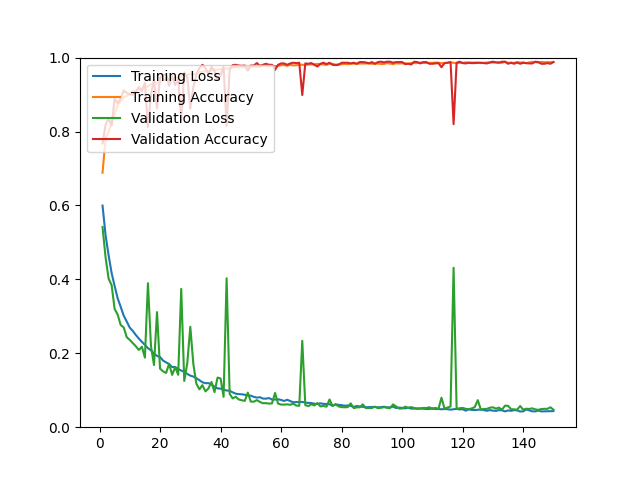 1.0
0.8
0.6
0.4
0.2
0.0
Training Loss
Training Accuracy
Validation Loss
Validation Accuracy
0 20 40 60 80 100 120 140